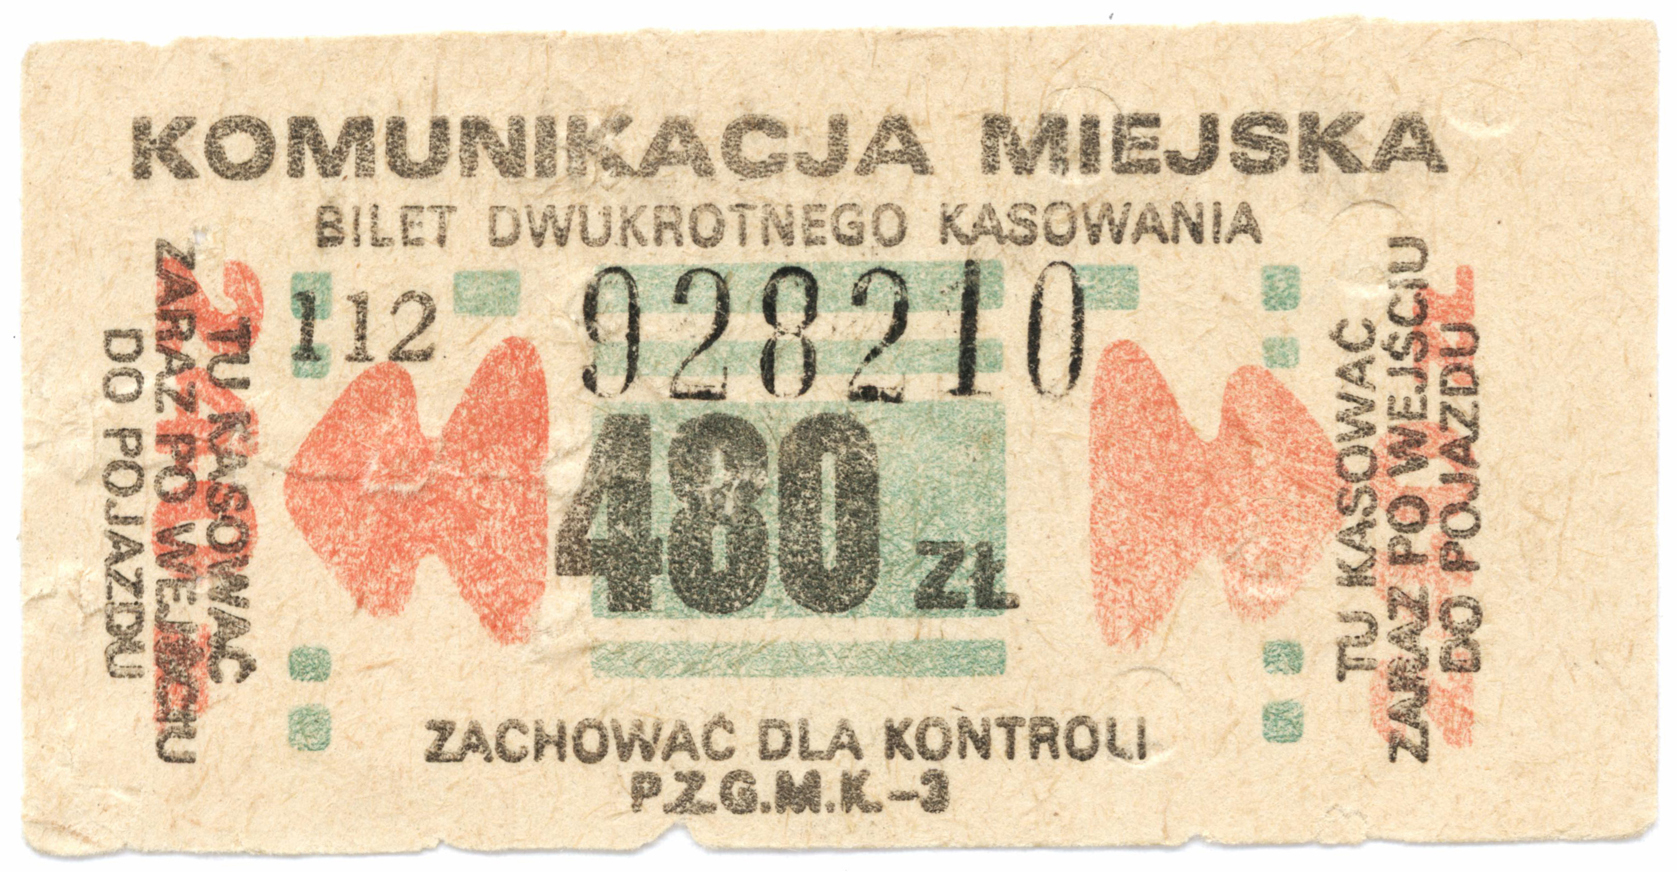 KOMUNIKACJA MIEJSKA
BILET DWUKROTNEGO KASOWANIA
112 928210
480 ZŁ
TU KASOWAĆ
ZARAZ PO WEJŚCIU
DO POJAZDU
TU KASOWAĆ
ZARAZ PO WEJŚCIU
DO POJAZDU
ZACHOWAĆ DLA KONTROLI
P.Z.G.M.K.-3